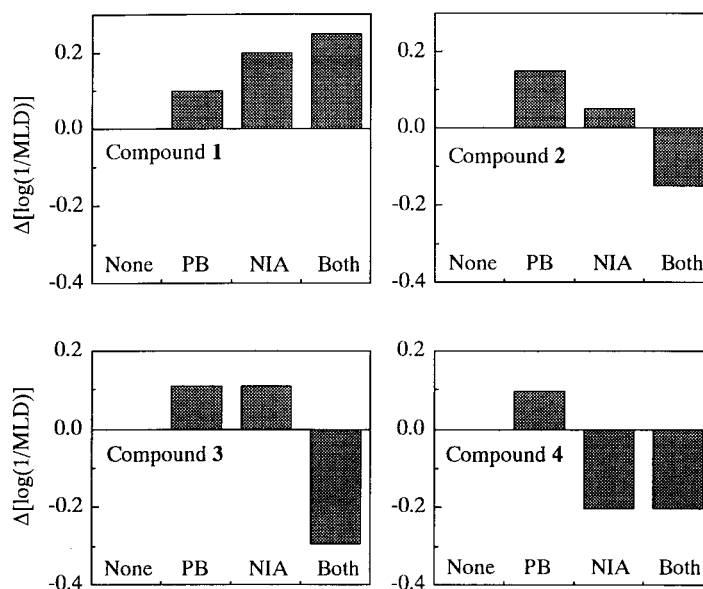 Δ[log(1/MLD)]
0.2
0.0
-0.2
-0.4
Compound 1
None PB NIA Both
0.2
0.0
-0.2
-0.4
Compound 2
None PB NIA Both
Δ[log(1/MLD)]
0.2
0.0
-0.2
-0.4
Compound 3
None PB NIA Both
0.2
0.0
-0.2
-0.4
Compound 4
None PB NIA Both